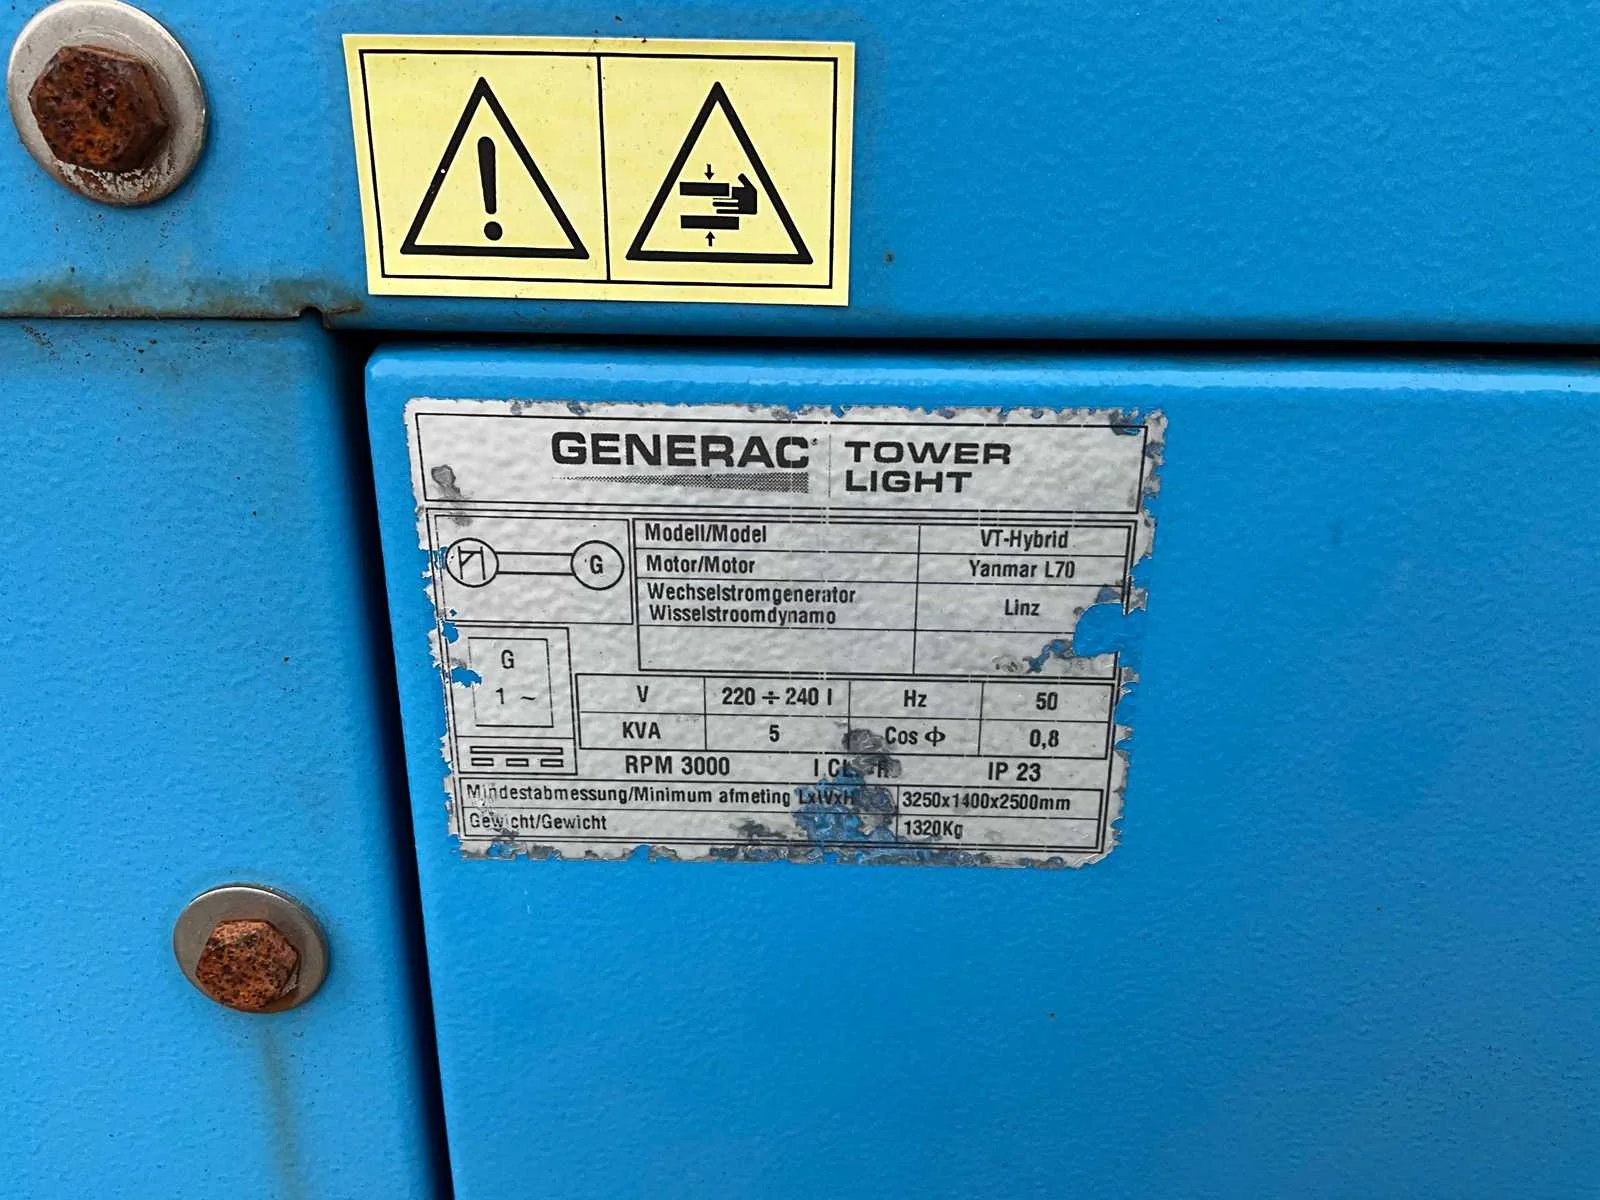 GENERAC
TOWER
LIGHT
Modell/Model VT-Hybrid
Motor/Motor Yanmar L70
Wechselstromgenerator
Wisselstroomdynamo
Linz
G
G
1 ~
V 220 ÷ 240 I Hz 50
KVA 5 Cos Φ 0,8
RPM 3000 IP 23
Mindestabmessung/Minimum afmeting LxWxH 3250x1400x2500mm
Gewicht/Gewicht 1320Kg